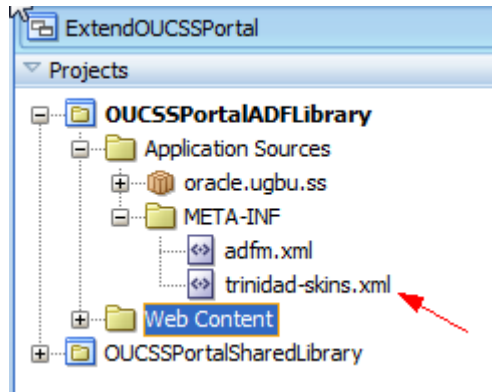 ExtendOUCSSPortal
Projects
OUCSSPortalADFLibrary
Application Sources
oracle.ugbu.ss
META-INF
adfm.xml
trinidad-skins.xml
Web Content
OUCSSPortalSharedLibrary